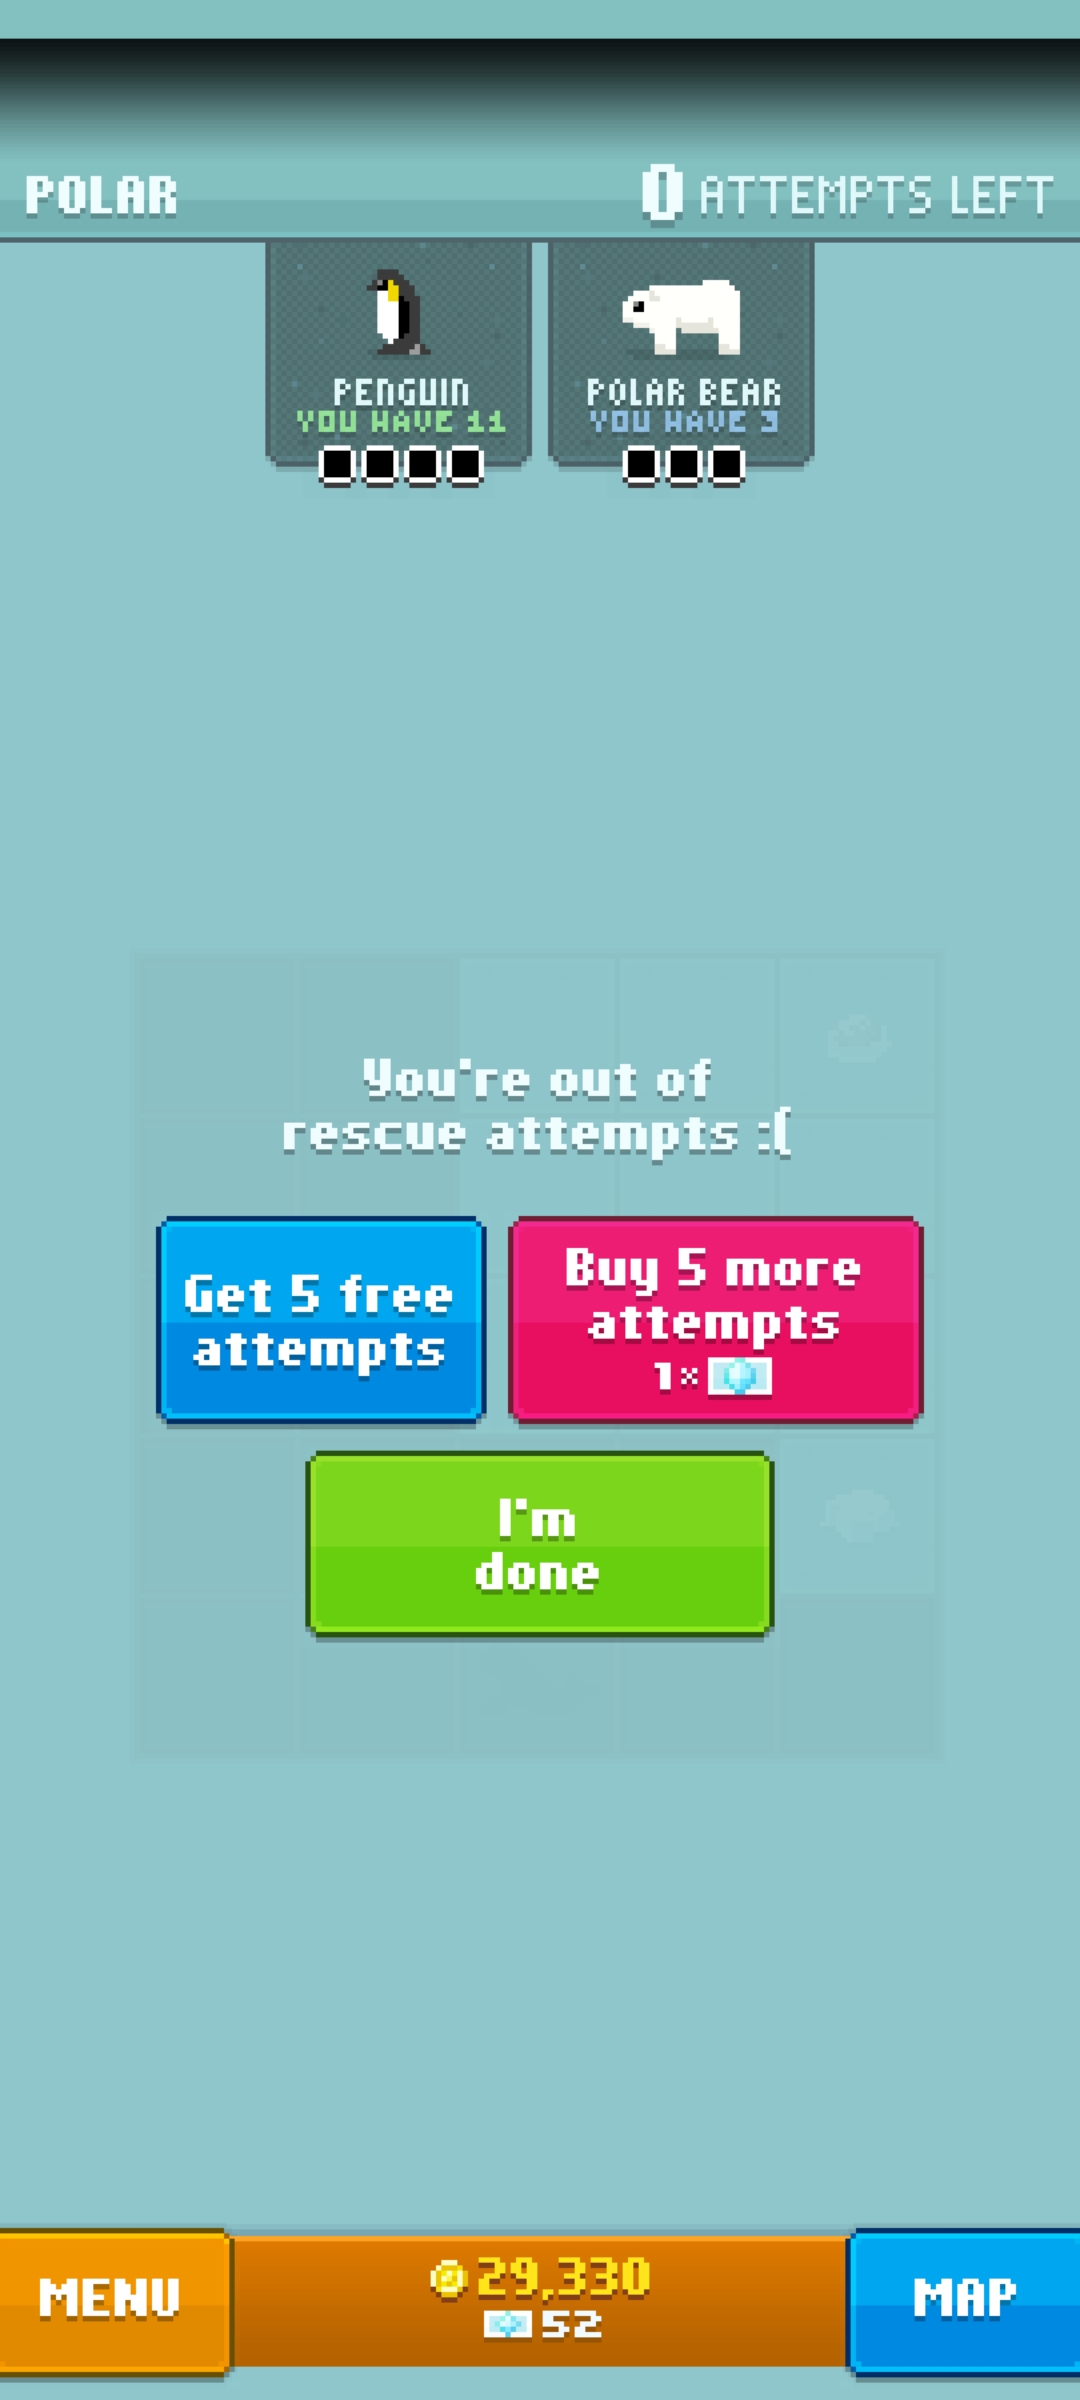 POLAR
0 ATTEMPTS LEFT
PENGUIN
YOU HAVE 11
POLAR BEAR
YOU HAVE 3
You're out of
rescue attempts :(
Get 5 free
attempts
Buy 5 more
attempts
1×
I'm
done
MENU
29,330
52
MAP